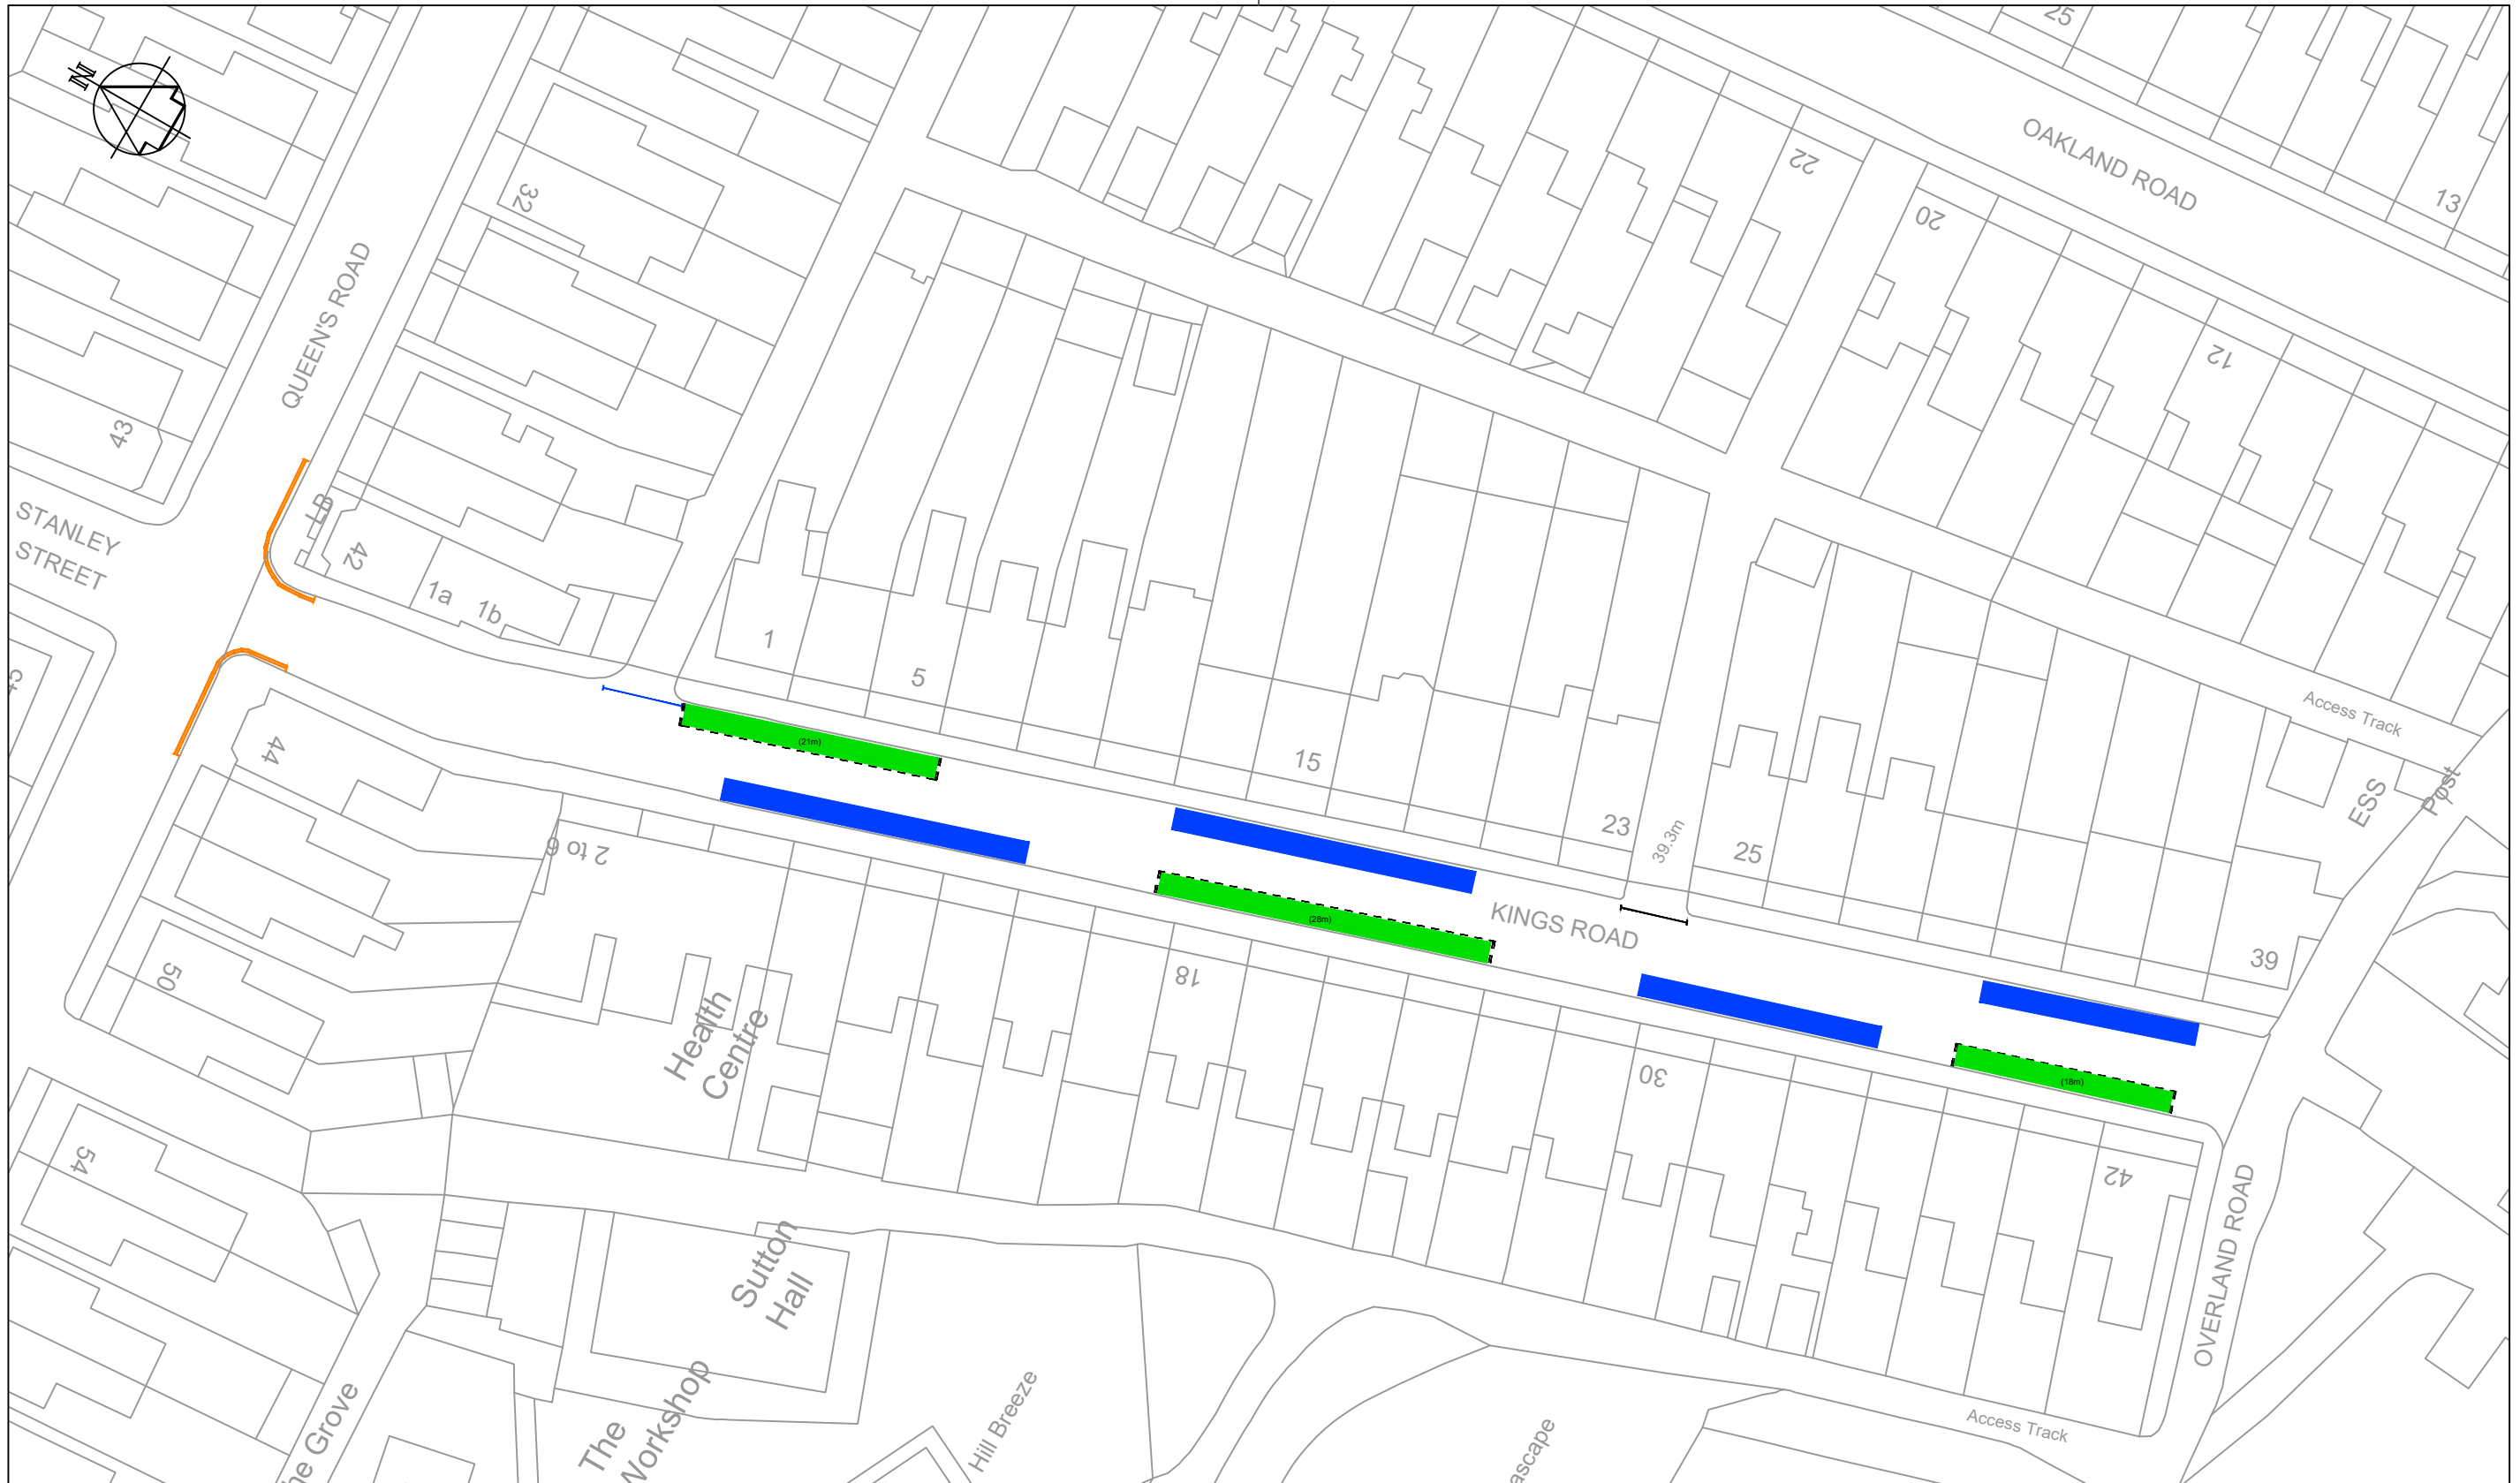 25
N
OAKLAND ROAD
22
32
20
13
QUEEN'S ROAD
12
43
LB
STANLEY
STREET
42
1a
1b
1
5
Access Track
44
(21m)
15
ESS
Post
23
39.3m
25
2 to 6
(28m)
KINGS ROAD
39
50
18
Health
Centre
30
(18m)
54
42
OVERLAND ROAD
Sutton
Hall
The
Workshop
Hill Breeze
Access Track